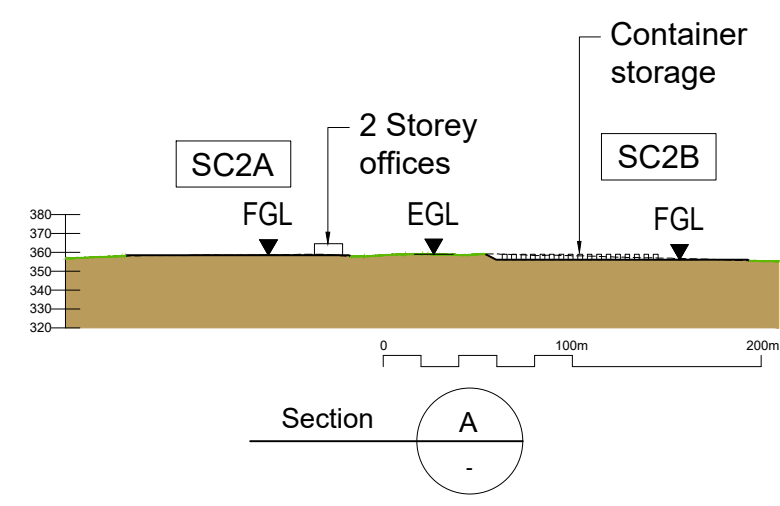 Container
storage
2 Storey
offices
SC2A
SC2B
FGL
EGL
FGL
380
370
360
350
340
330
320
0
100m
200m
Section
A
-